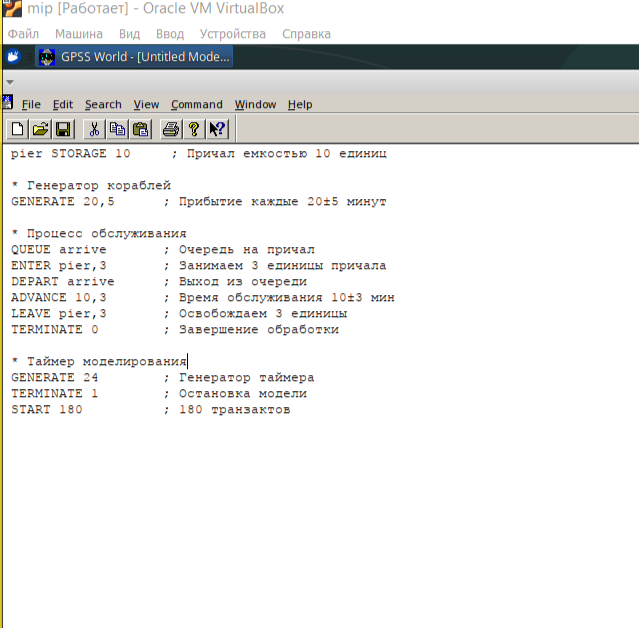 mip [Работает] - Oracle VM VirtualBox
Файл Машина Вид Ввод Устройства Справка
GPSS World - [Untitled Mode...
File Edit Search View Command Window Help
pier STORAGE 10 ; Причал емкостью 10 единиц
* Генератор кораблей
GENERATE 20,5 ; Прибытие каждые 20±5 минут
* Процесс обслуживания
QUEUE arrive ; Очередь на причал
ENTER pier,3 ; Занимаем 3 единицы причала
DEPART arrive ; Выход из очереди
ADVANCE 10,3 ; Время обслуживания 10±3 мин
LEAVE pier,3 ; Освобождаем 3 единицы
TERMINATE 0 ; Завершение обработки
* Таймер моделирования
GENERATE 24 ; Генератор таймера
TERMINATE 1 ; Остановка модели
START 180 ; 180 транзактов